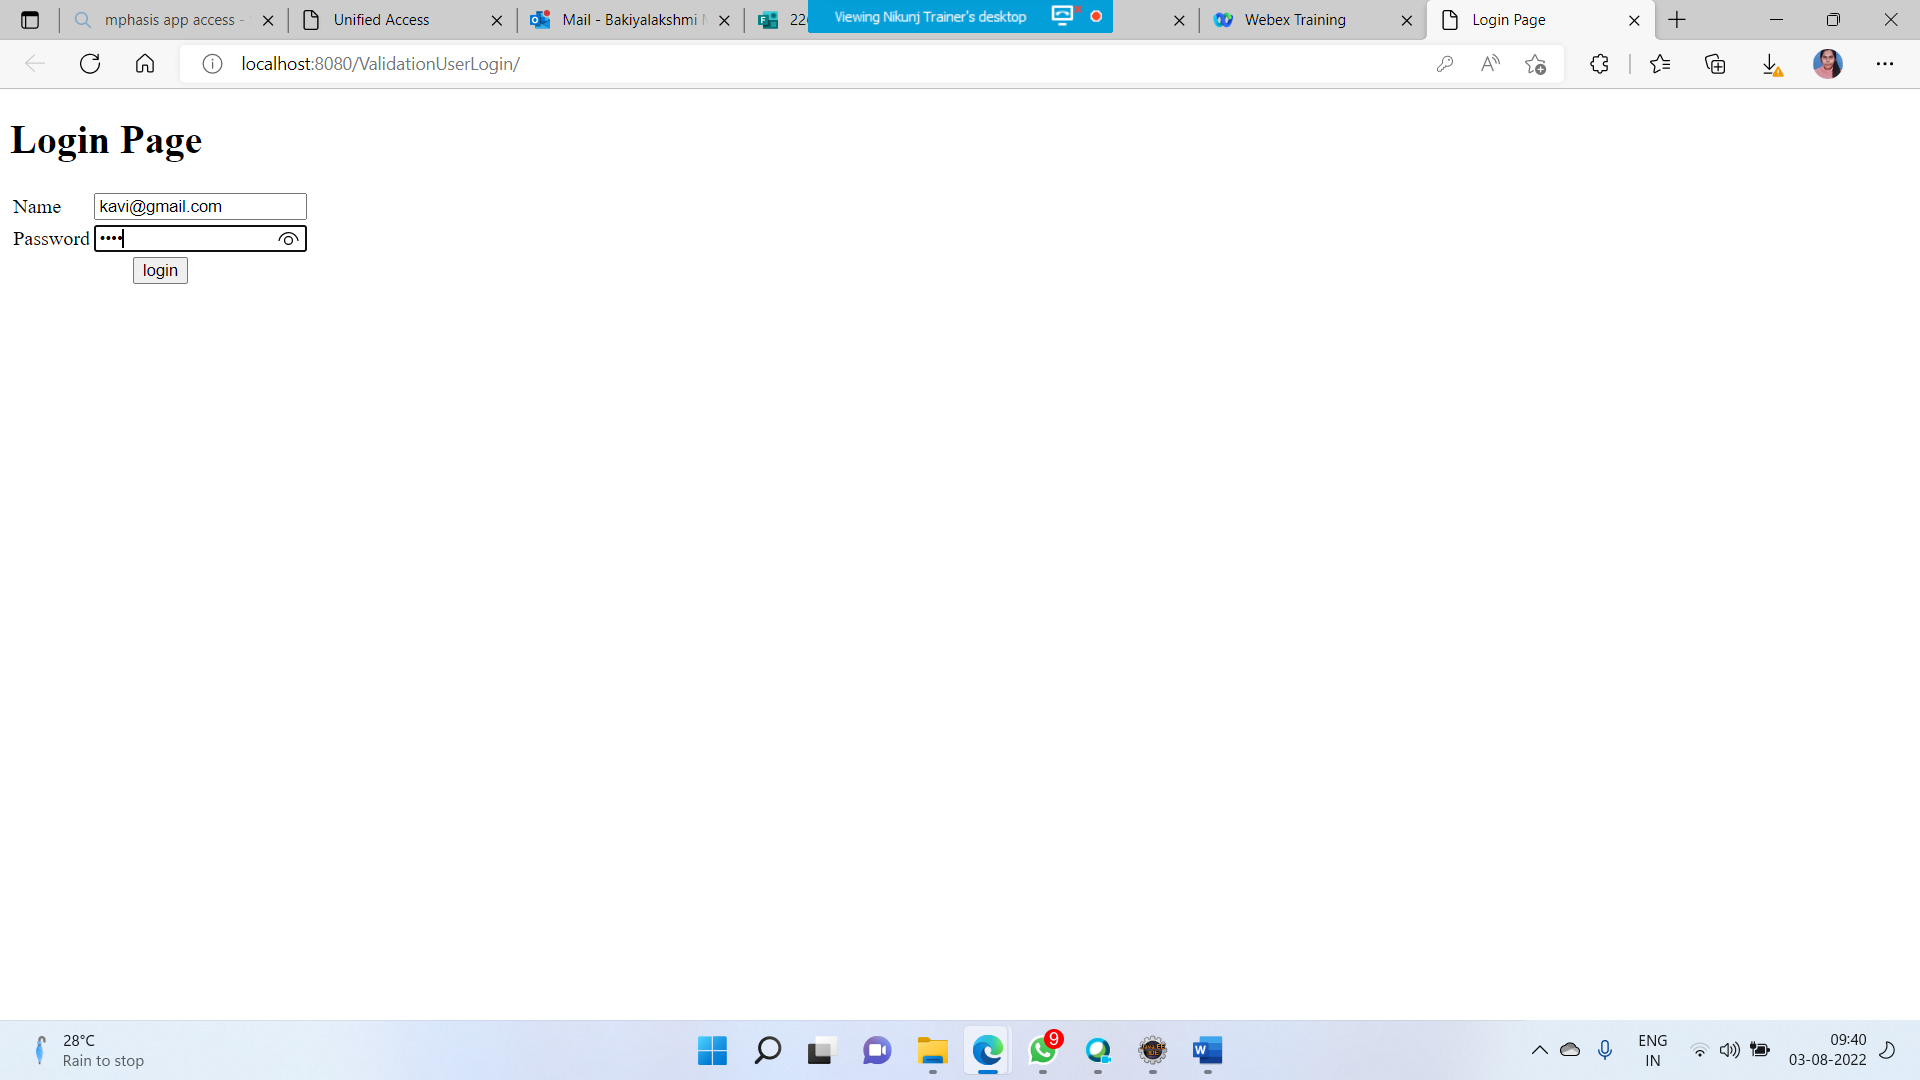 mphasis app access -
Unified Access
Mail - Bakiyalakshmi
Viewing Nikunj Trainer's desktop
Webex Training
Login Page
localhost:8080/ValidationUserLogin/
Login Page
Name kavi@gmail.com
Password ••••
login
28°C
Rain to stop
9
ENG
IN
09:40
03-08-2022